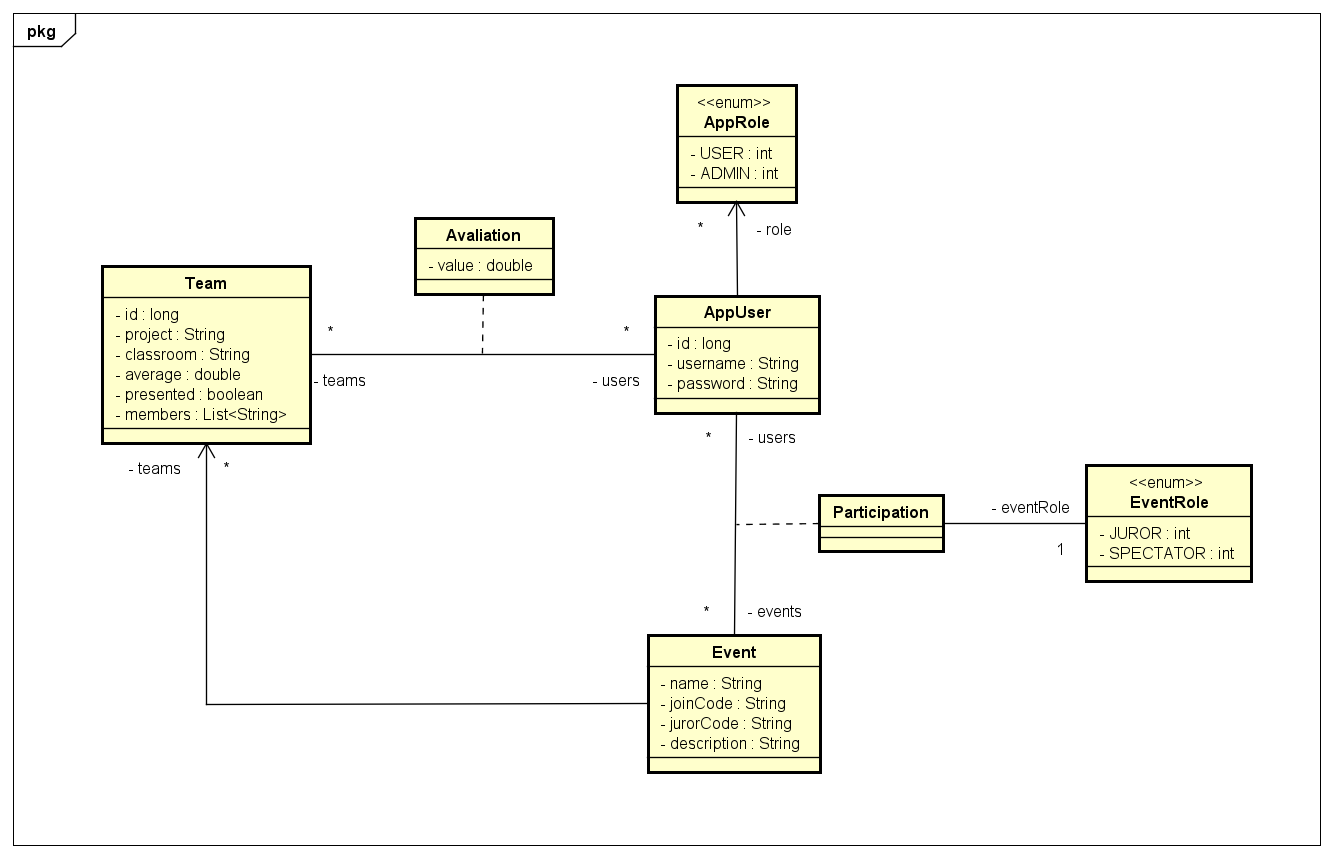 pkg
<<enum>>
AppRole
- USER : int
- ADMIN : int
*
- role
Avaliation
- value : double
Team
- id : long
- project : String
- classroom : String
- average : double
- presented : boolean
- members : List<String>
*
- teams
*
- users
AppUser
- id : long
- username : String
- password : String
*
- users
- teams
*
Participation
- eventRole
1
<<enum>>
EventRole
- JUROR : int
- SPECTATOR : int
*
- events
Event
- name : String
- joinCode : String
- jurorCode : String
- description : String